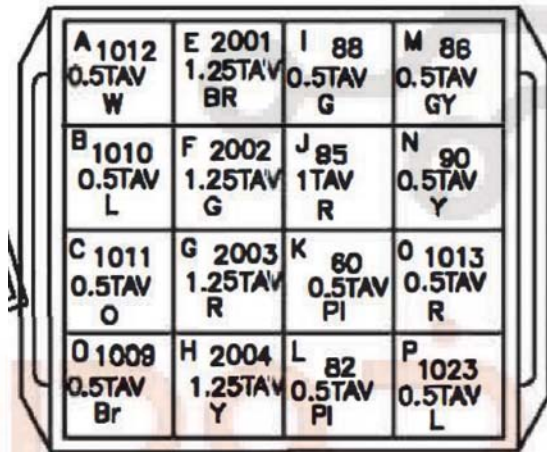 A 1012
0.5TAV
W
E 2001
1.25TAV
BR
I 88
0.5TAV
G
M 86
0.5TAV
GY
B 1010
0.5TAV
L
F 2002
1.25TAV
G
J 85
1TAV
R
N 90
0.5TAV
Y
C 1011
0.5TAV
O
G 2003
1.25TAV
R
K 60
0.5TAV
PI
O 1013
0.5TAV
R
D 1009
0.5TAV
Br
H 2004
1.25TAV
Y
L 82
0.5TAV
PI
P 1023
0.5TAV
L